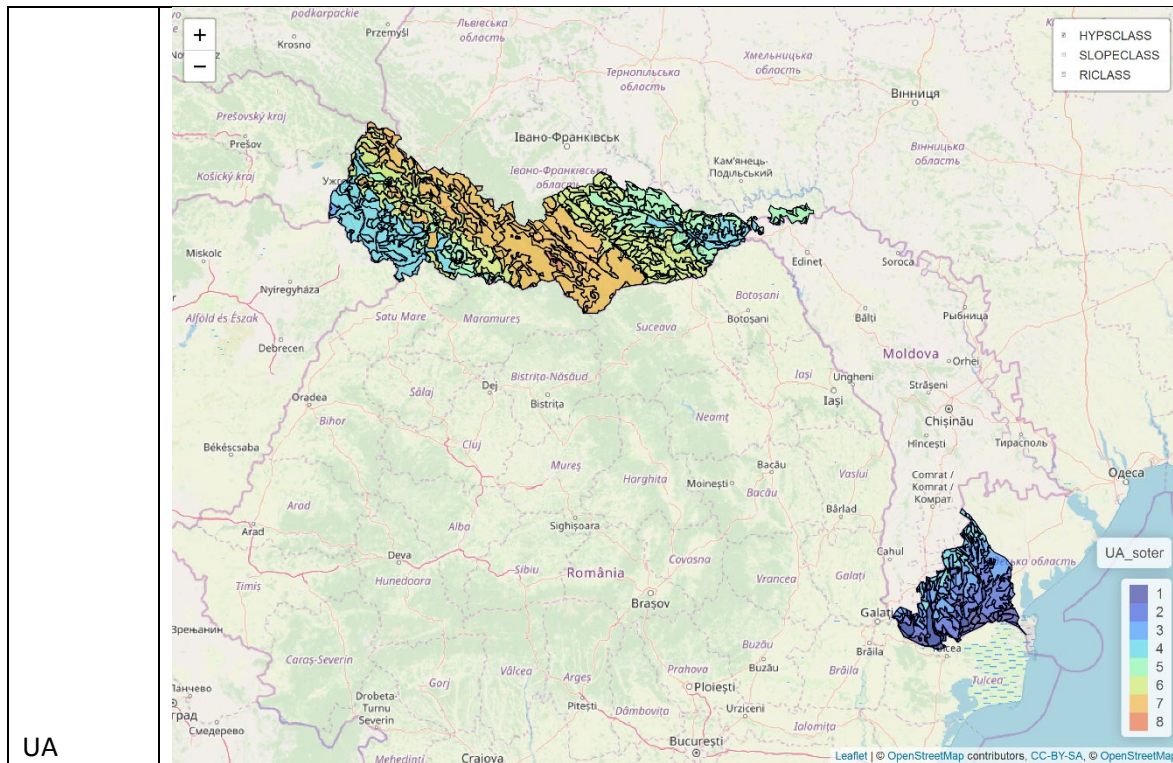 podkarpackie
Przemyśl
Львівська
область
Хмельницька
область
Krosno
Тернопільська
область
Вінниця
Prešovský kraj
Prešov
Івано-Франківськ
Вінницька
область
Кам'янець-
Подільський
Košický kraj
Івано-Франківська
область
Miskolc
Edineț
Soroca
Nyíregyháza
Botoșani
Satu Mare
Maramureș
Botoșani
Bălți
Рыбница
Alföld és Észak
Suceava
Debrecen
Moldova
Orhei
Bistrița-Năsăud
Iași
Ungheni
Strășeni
Sălaj
Dej
Bistrița
Iași
Oradea
Chișinău
Bihor
Neamț
Cluj
Hîncești
Тирасполь
Békéscsaba
Mureș
Bacău
Vaslui
Comrat /
Komrat /
Комрат
Одеса
Harghita
Moinești
Bacău
Arad
Bârlad
Alba
Sighișoara
Arad
Deva
Covasna
Cahul
Timiș
Hunedoara
Sibiu
România
Vrancea
Galați
Brașov
Galați
Врењанин
Buzău
Brăila
Caraș-Severin
Vâlcea
Argeș
Prahova
Buzău
Brăila
Tulcea
Gorj
Ploiești
Панчево
Drobeta-
Turnu
Severin
Pitești
Dâmbovița
Urziceni
Ialomița
Смедерево
București
Mehedinți
Craiova
+
−
HYPSCLASS
SLOPECLASS
RICLASS
UA_soter
1
2
3
4
5
6
7
8
UA
Leaflet | © OpenStreetMap contributors, CC-BY-SA, © OpenStreetMap